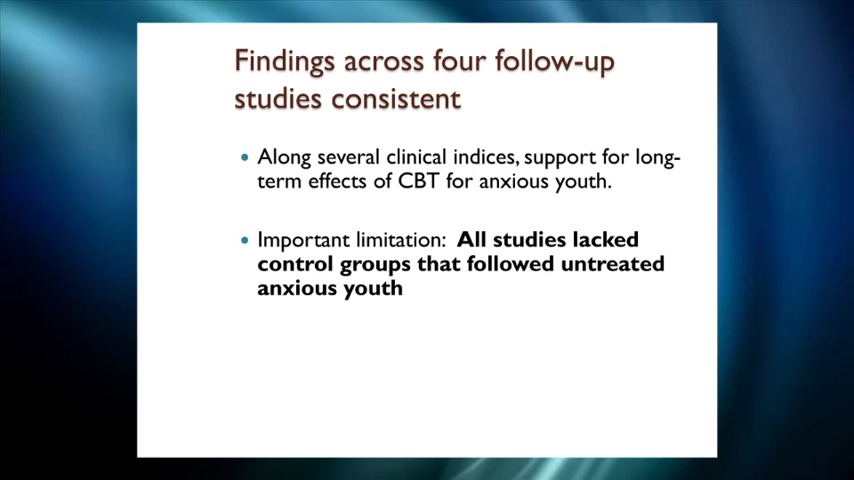 Findings across four follow-up
studies consistent
• Along several clinical indices, support for long-
term effects of CBT for anxious youth.
• Important limitation: All studies lacked
control groups that followed untreated
anxious youth